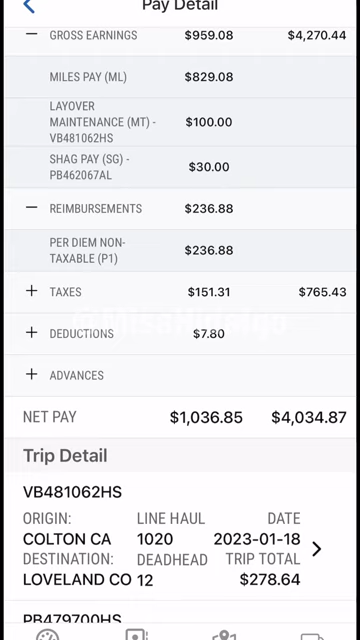 Pay Detail
GROSS EARNINGS $959.08 $4,270.44
MILES PAY (ML) $829.08
LAYOVER
MAINTENANCE (MT) - $100.00
VB481062HS
SHAG PAY (SG) - $30.00
PB462067AL
REIMBURSEMENTS $236.88
PER DIEM NON- $236.88
TAXABLE (P1)
TAXES $151.31 $765.43
DEDUCTIONS $7.80
ADVANCES
NET PAY $1,036.85 $4,034.87
Trip Detail
VB481062HS
ORIGIN: LINE HAUL DATE
COLTON CA 1020 2023-01-18
DESTINATION: DEADHEAD TRIP TOTAL
LOVELAND CO 12 $278.64
PB479700HS